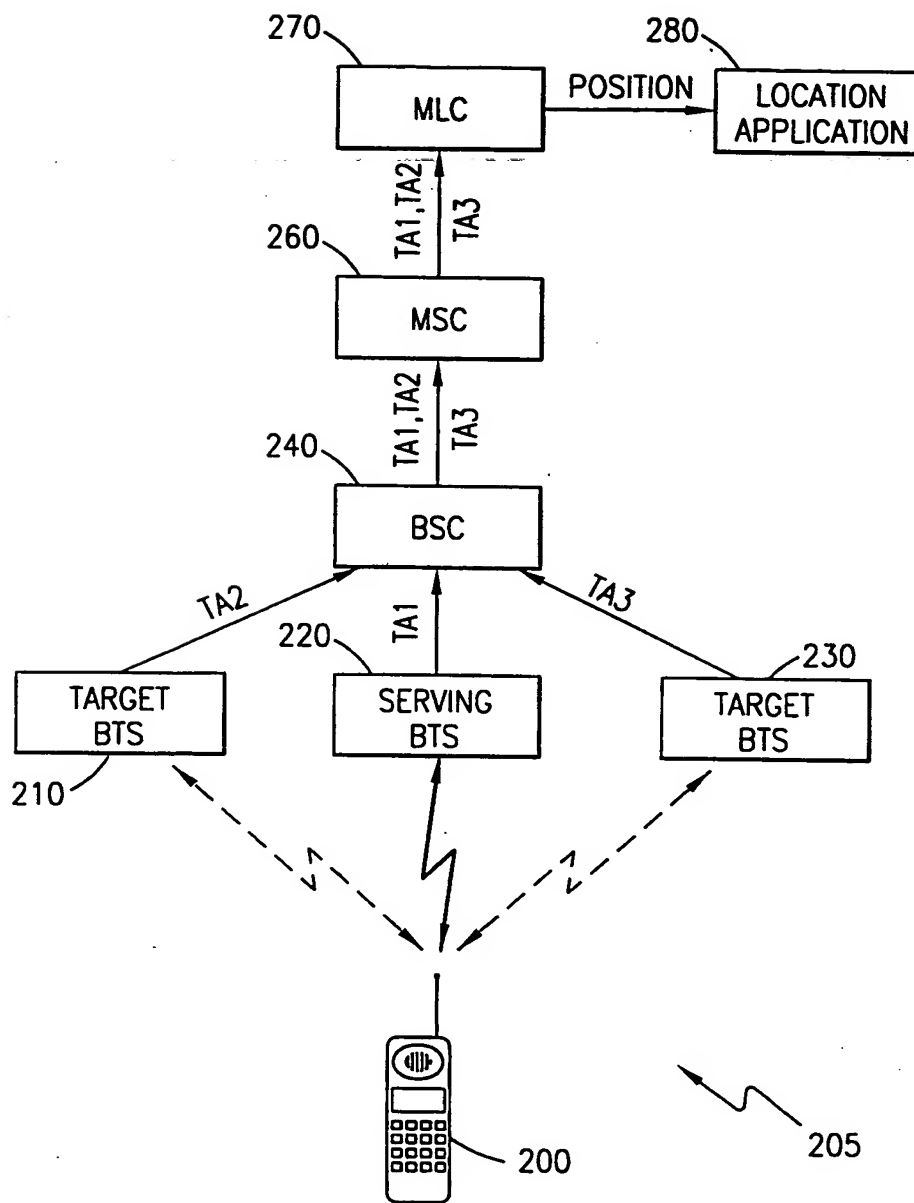 270
280
MLC
POSITION
LOCATION
APPLICATION
TA1,TA2
TA3
260
MSC
TA1,TA2
TA3
240
BSC
TA2
TA1
TA3
220
230
TARGET
BTS
SERVING
BTS
TARGET
BTS
210
200
205